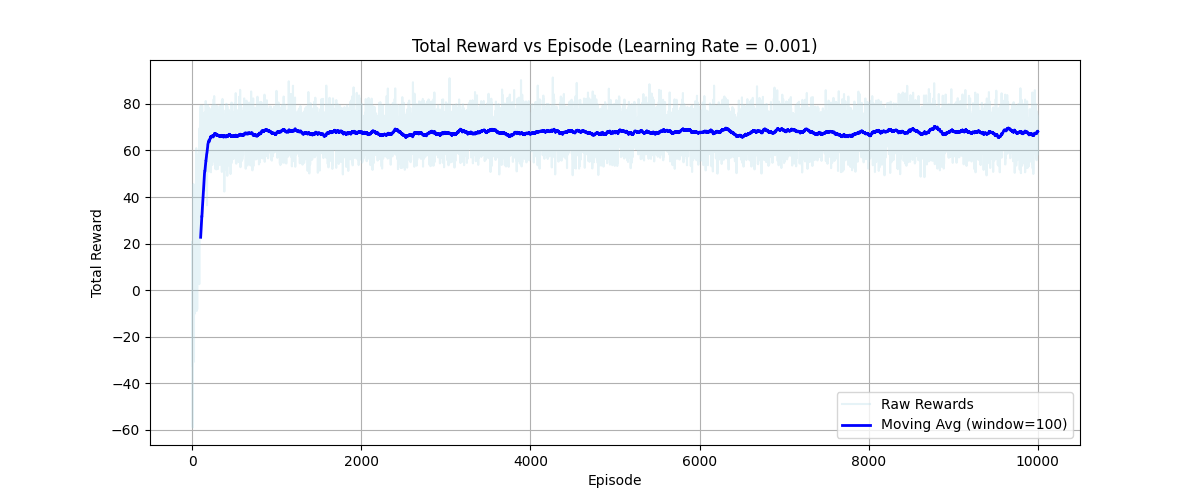 Total Reward vs Episode (Learning Rate = 0.001)
Total Reward
80
60
40
20
0
−20
−40
−60
Raw Rewards
Moving Avg (window=100)
0 2000 4000 6000 8000 10000
Episode